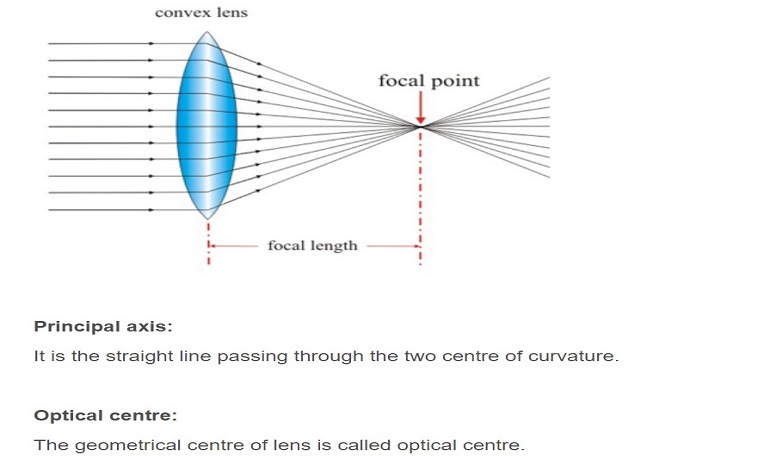 convex lens
focal point
focal length
Principal axis:
It is the straight line passing through the two centre of curvature.
Optical centre:
The geometrical centre of lens is called optical centre.